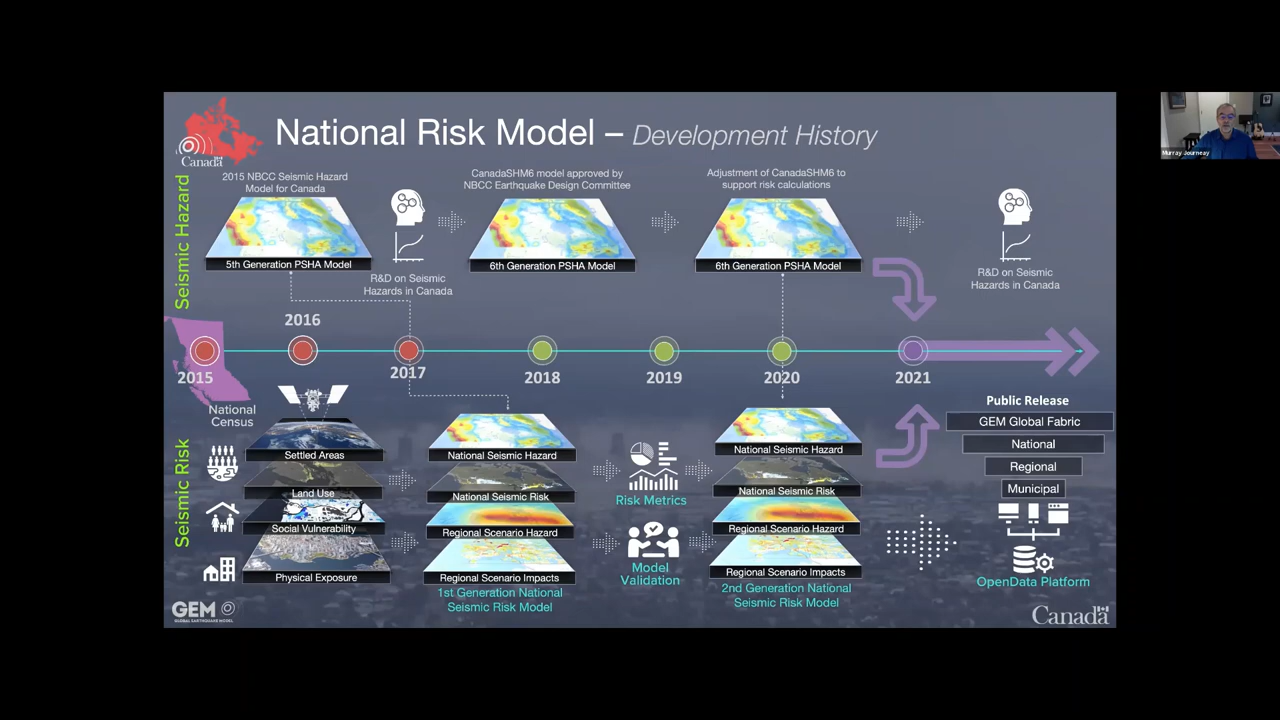 National Risk Model – Development History
Canada
Seismic Hazard
2015 NBCC Seismic Hazard
Model for Canada
5th Generation PSHA Model
R&D on Seismic
Hazards in Canada
CanadaSHM6 model approved by
NBCC Earthquake Design Committee
6th Generation PSHA Model
Adjustment of CanadaSHM6 to
support risk calculations
6th Generation PSHA Model
R&D on Seismic
Hazards in Canada
Murray Journeay
2015
2016
2017
2018
2019
2020
2021
Seismic Risk
National
Census
Settled Areas
Land Use
Social Vulnerability
Physical Exposure
National Seismic Hazard
National Seismic Risk
Regional Scenario Hazard
Regional Scenario Impacts
1st Generation National
Seismic Risk Model
Risk Metrics
Model
Validation
National Seismic Hazard
National Seismic Risk
Regional Scenario Hazard
Regional Scenario Impacts
2nd Generation National
Seismic Risk Model
Public Release
GEM Global Fabric
National
Regional
Municipal
OpenData Platform
GEM
GLOBAL EARTHQUAKE MODEL
Canada